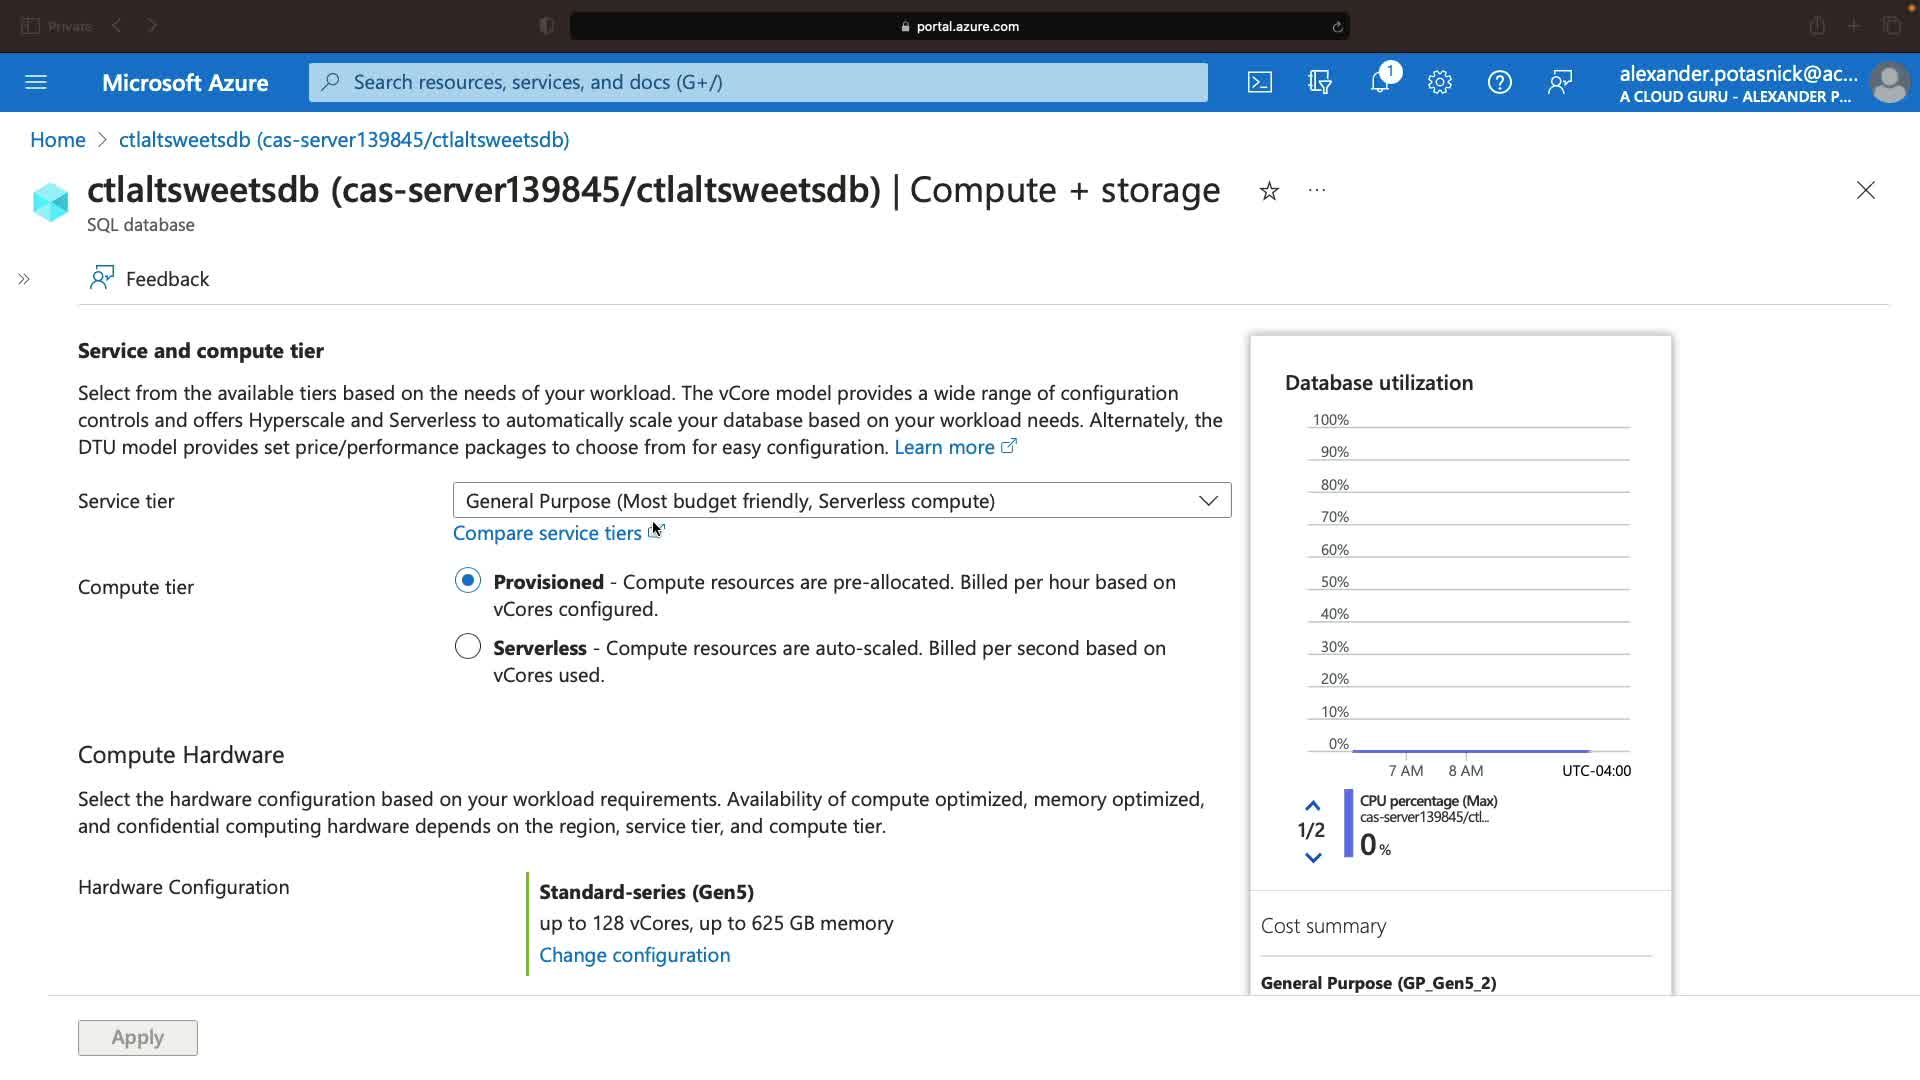 Private
portal.azure.com
Microsoft Azure
Search resources, services, and docs (G+/)
1
alexander.potasnick@ac...
A CLOUD GURU - ALEXANDER P...
Home > ctlaltsweetsdb (cas-server139845/ctlaltsweetsdb)
ctlaltsweetsdb (cas-server139845/ctlaltsweetsdb) | Compute + storage
SQL database
Feedback
Service and compute tier
Select from the available tiers based on the needs of your workload. The vCore model provides a wide range of configuration
controls and offers Hyperscale and Serverless to automatically scale your database based on your workload needs. Alternately, the
DTU model provides set price/performance packages to choose from for easy configuration. Learn more
Service tier
General Purpose (Most budget friendly, Serverless compute)
Compare service tiers
Compute tier
Provisioned - Compute resources are pre-allocated. Billed per hour based on
vCores configured.
Serverless - Compute resources are auto-scaled. Billed per second based on
vCores used.
Compute Hardware
Select the hardware configuration based on your workload requirements. Availability of compute optimized, memory optimized,
and confidential computing hardware depends on the region, service tier, and compute tier.
Hardware Configuration
Standard-series (Gen5)
up to 128 vCores, up to 625 GB memory
Change configuration
Apply
Database utilization
100%
90%
80%
70%
60%
50%
40%
30%
20%
10%
0%
7 AM 8 AM UTC-04:00
1/2
CPU percentage (Max)
cas-server139845/ctl...
0 %
Cost summary
General Purpose (GP_Gen5_2)